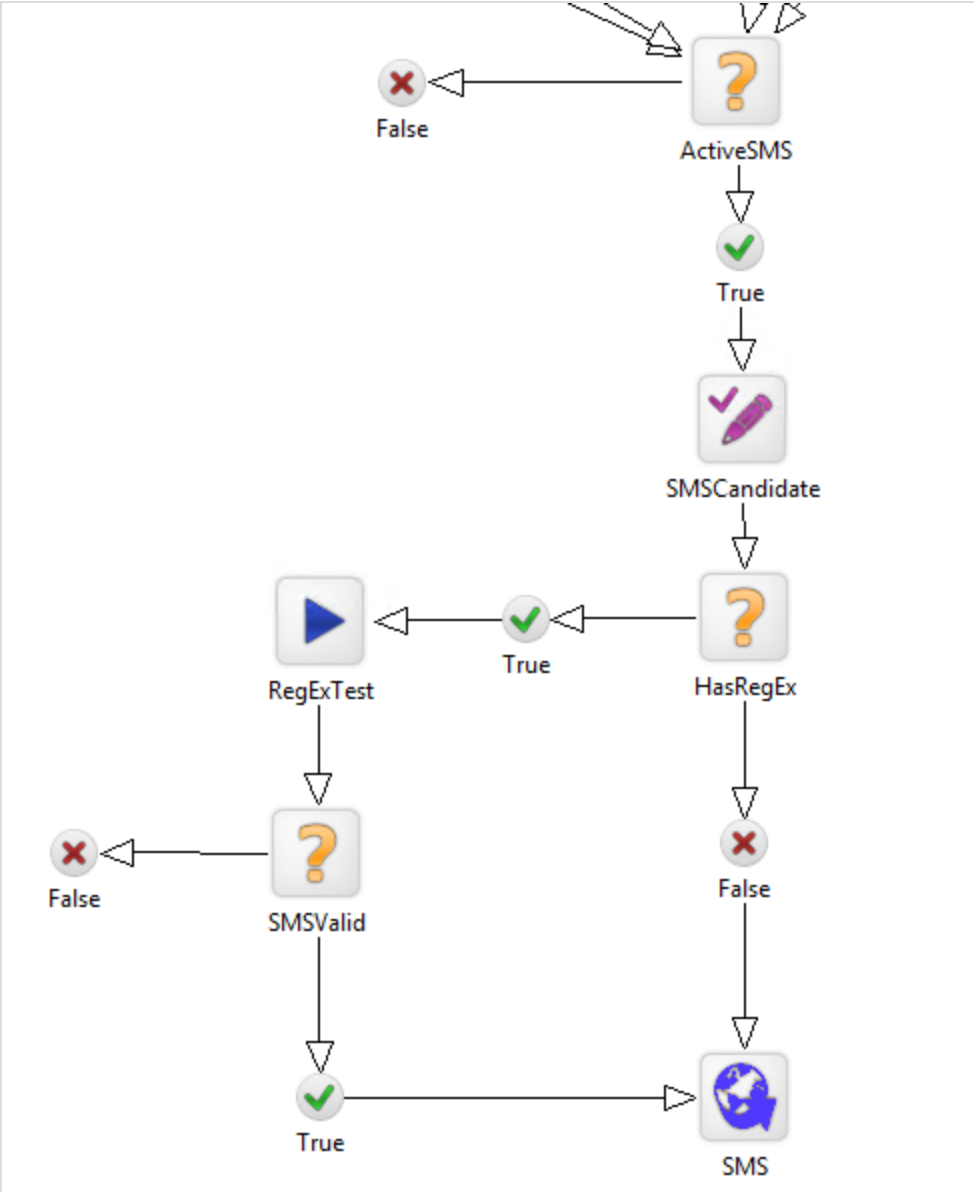 False
ActiveSMS
True
SMSCandidate
RegExTest
True
HasRegEx
False
SMSValid
False
True
SMS